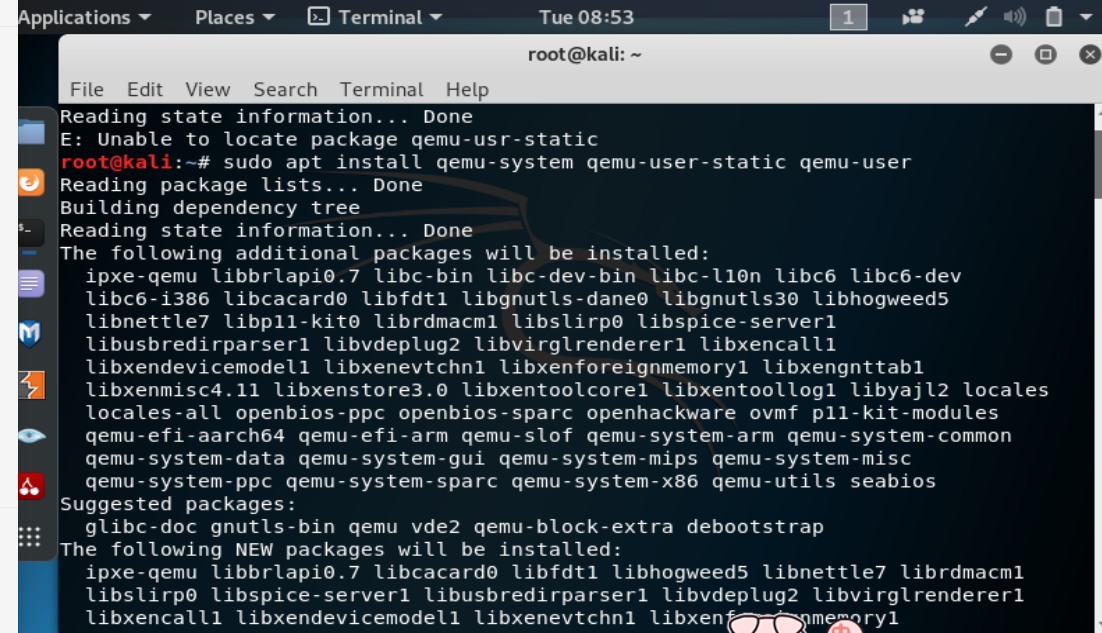 Applications Places Terminal Tue 08:53 1
root@kali: ~
File Edit View Search Terminal Help
Reading state information... Done
E: Unable to locate package qemu-usr-static
root@kali:~# sudo apt install qemu-system qemu-user-static qemu-user
Reading package lists... Done
Building dependency tree
Reading state information... Done
The following additional packages will be installed:
ipxe-qemu libbrlapi0.7 libc-bin libc-dev-bin libc-l10n libc6 libc6-dev
libc6-i386 libcacard0 libfdt1 libgnutls-dane0 libgnutls30 libhogweed5
libnettle7 libp11-kit0 librdmacm1 libslirp0 libspice-server1
libusbredirparser1 libvdeplug2 libvirglrenderer1 libxencall1
libxendevicemodel1 libxenevtchn1 libxenforeignmemory1 libxengnttab1
libxenmisc4.11 libxenstore3.0 libxentoolcore1 libxentoollog1 libyajl2 locales
locales-all openbios-ppc openbios-sparc openhackware ovmf p11-kit-modules
qemu-efi-aarch64 qemu-efi-arm qemu-slof qemu-system-arm qemu-system-common
qemu-system-data qemu-system-gui qemu-system-mips qemu-system-misc
qemu-system-ppc qemu-system-sparc qemu-system-x86 qemu-utils seabios
Suggested packages:
glibc-doc gnutls-bin qemu vde2 qemu-block-extra debootstrap
The following NEW packages will be installed:
ipxe-qemu libbrlapi0.7 libcacard0 libfdt1 libhogweed5 libnettle7 librdmacm1
libslirp0 libspice-server1 libusbredirparser1 libvdeplug2 libvirglrenderer1
libxencall1 libxendevicemodel1 libxenevtchn1